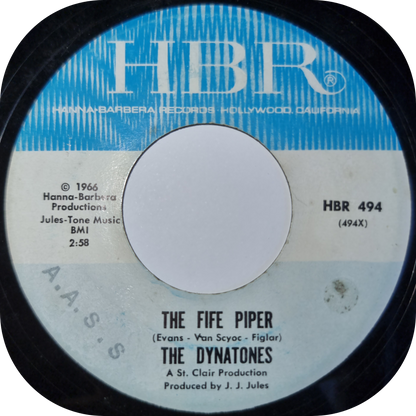 HBR®
HANNA-BARBERA RECORDS · HOLLYWOOD, CALIFORNIA
© 1966
Hanna-Barbera
Productions
Jules-Tone Music
BMI
2:58
HBR 494
(494X)
A.A.S.S
THE FIFE PIPER
(Evans - Van Scyoc - Figlar)
THE DYNATONES
A St. Clair Production
Produced by J. J. Jules